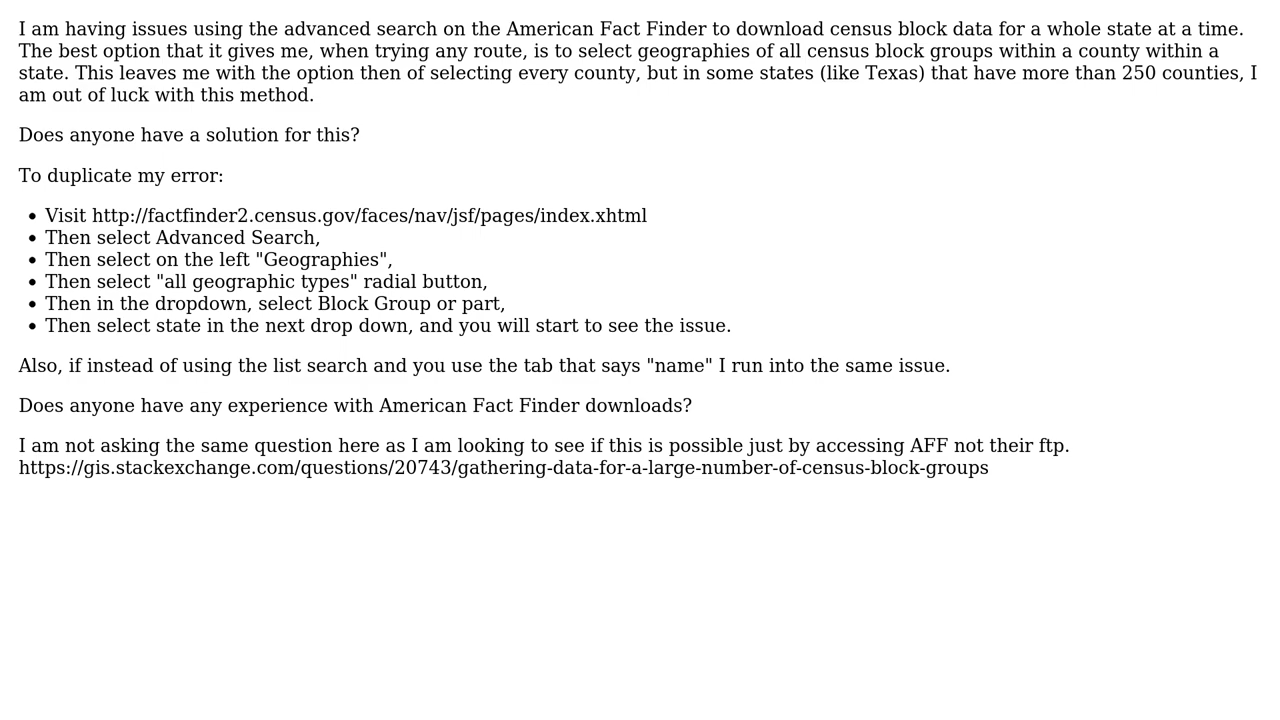 I am having issues using the advanced search on the American Fact Finder to download census block data for a whole state at a time.
The best option that it gives me, when trying any route, is to select geographies of all census block groups within a county within a
state. This leaves me with the option then of selecting every county, but in some states (like Texas) that have more than 250 counties, I
am out of luck with this method.
Does anyone have a solution for this?
To duplicate my error:
• Visit http://factfinder2.census.gov/faces/nav/jsf/pages/index.xhtml
• Then select Advanced Search,
• Then select on the left "Geographies",
• Then select "all geographic types" radial button,
• Then in the dropdown, select Block Group or part,
• Then select state in the next drop down, and you will start to see the issue.
Also, if instead of using the list search and you use the tab that says "name" I run into the same issue.
Does anyone have any experience with American Fact Finder downloads?
I am not asking the same question here as I am looking to see if this is possible just by accessing AFF not their ftp.
https://gis.stackexchange.com/questions/20743/gathering-data-for-a-large-number-of-census-block-groups